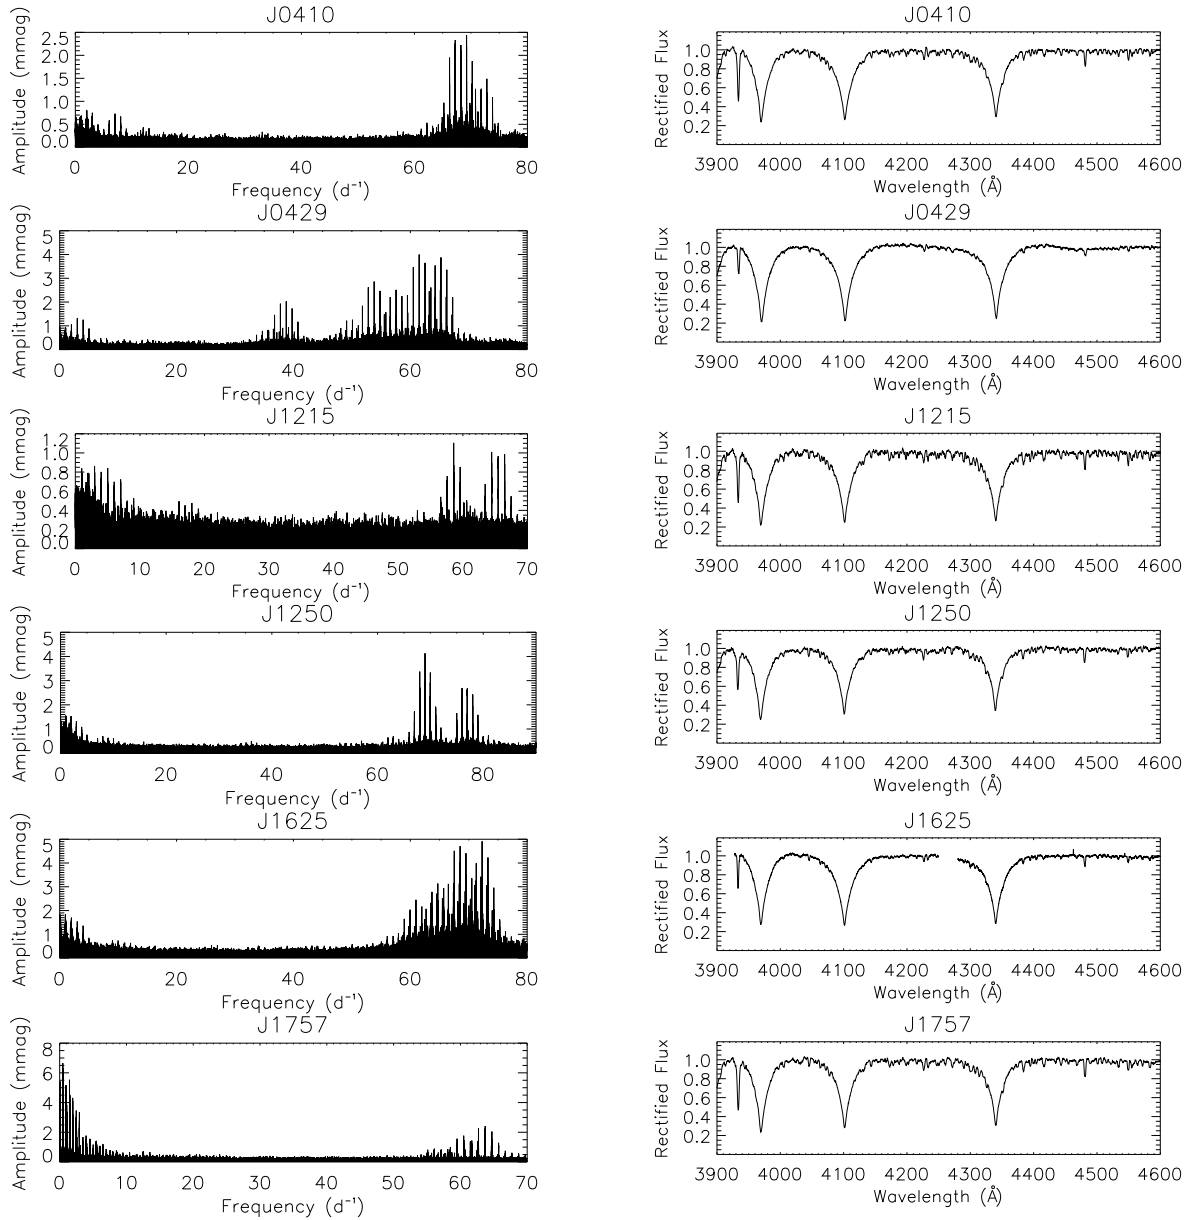 J0410
Amplitude (mmag)
2.5
2.0
1.5
1.0
0.5
0.0
0 20 40 60 80
Frequency (d⁻¹)
J0410
Rectified Flux
1.0
0.8
0.6
0.4
0.2
3900 4000 4100 4200 4300 4400 4500 4600
Wavelength (Å)
J0429
Amplitude (mmag)
5
4
3
2
1
0
0 20 40 60 80
Frequency (d⁻¹)
J0429
Rectified Flux
1.0
0.8
0.6
0.4
0.2
3900 4000 4100 4200 4300 4400 4500 4600
Wavelength (Å)
J1215
Amplitude (mmag)
1.2
1.0
0.8
0.6
0.4
0.2
0.0
0 10 20 30 40 50 60 70
Frequency (d⁻¹)
J1215
Rectified Flux
1.0
0.8
0.6
0.4
0.2
3900 4000 4100 4200 4300 4400 4500 4600
Wavelength (Å)
J1250
Amplitude (mmag)
5
4
3
2
1
0
0 20 40 60 80
Frequency (d⁻¹)
J1250
Rectified Flux
1.0
0.8
0.6
0.4
0.2
3900 4000 4100 4200 4300 4400 4500 4600
Wavelength (Å)
J1625
Amplitude (mmag)
5
4
3
2
1
0
0 20 40 60 80
Frequency (d⁻¹)
J1625
Rectified Flux
1.0
0.8
0.6
0.4
0.2
3900 4000 4100 4200 4300 4400 4500 4600
Wavelength (Å)
J1757
Amplitude (mmag)
8
6
4
2
0
0 10 20 30 40 50 60 70
Frequency (d⁻¹)
J1757
Rectified Flux
1.0
0.8
0.6
0.4
0.2
3900 4000 4100 4200 4300 4400 4500 4600
Wavelength (Å)